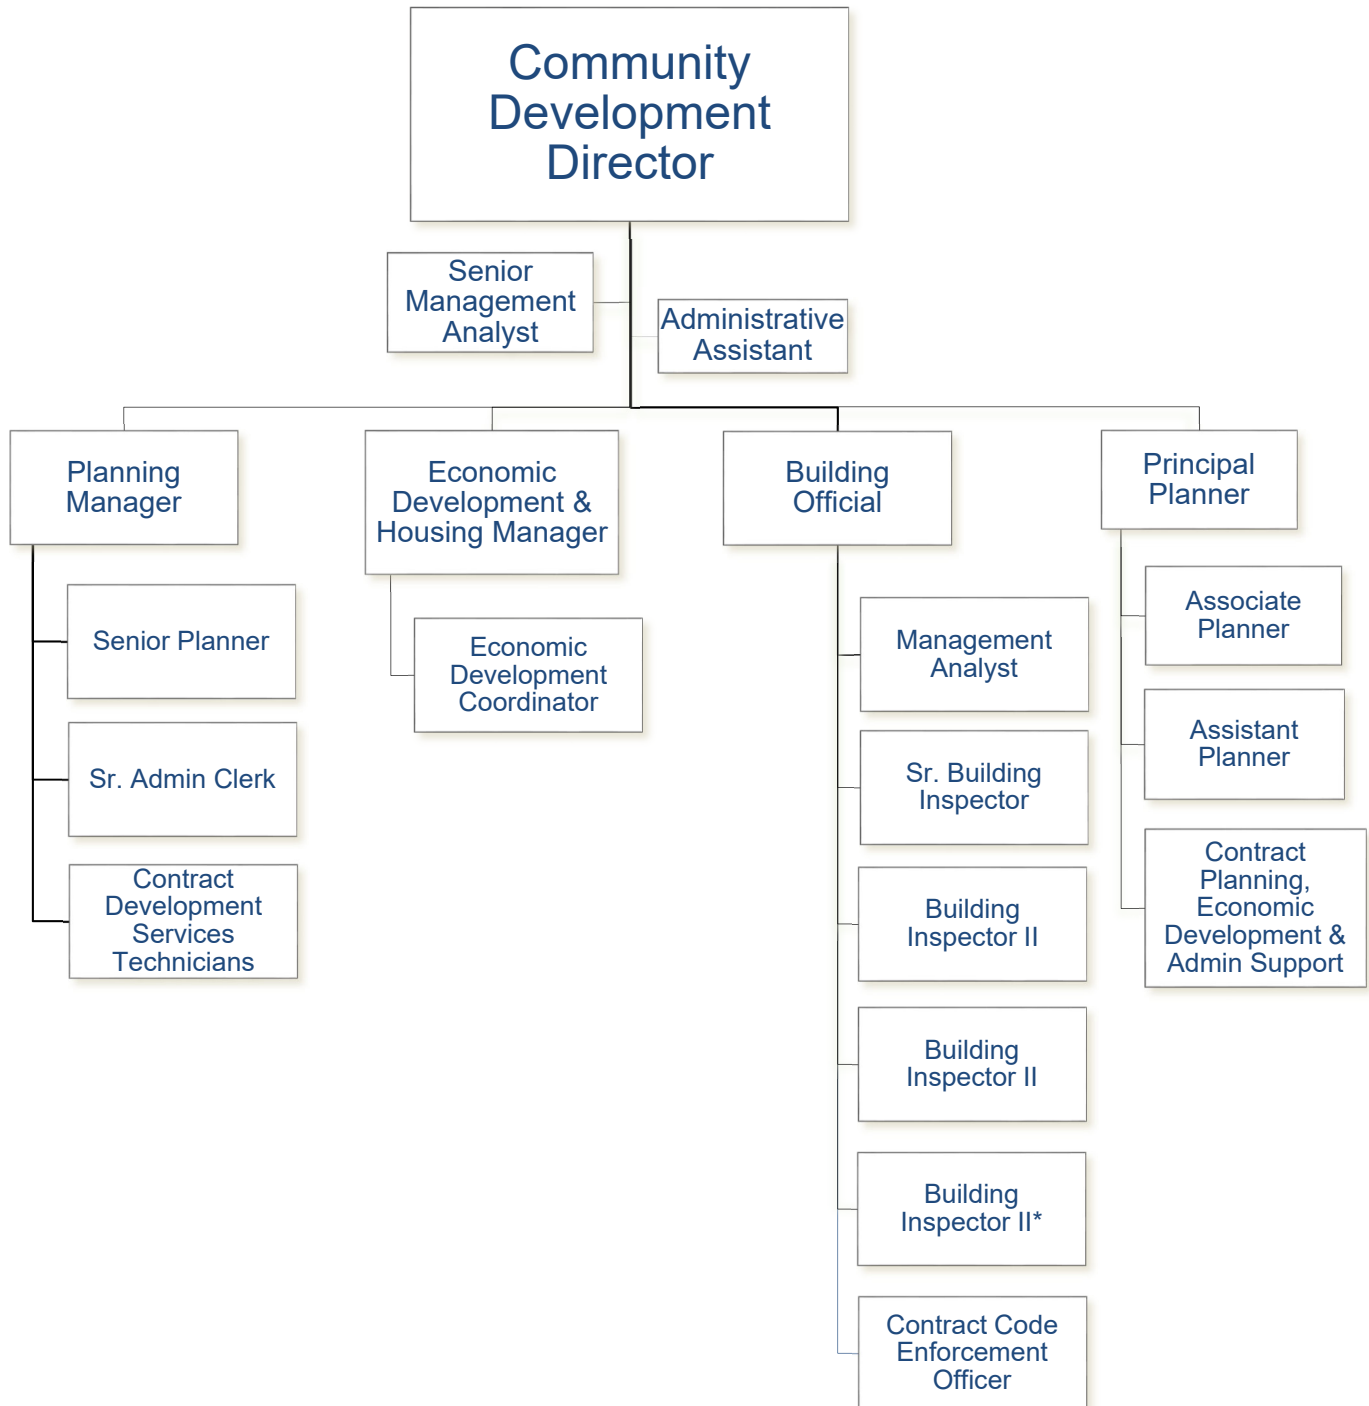 Community
Development
Director
Senior
Management
Analyst
Administrative
Assistant
Planning
Manager
Economic
Development &
Housing Manager
Building
Official
Principal
Planner
Senior Planner
Sr. Admin Clerk
Contract
Development
Services
Technicians
Economic
Development
Coordinator
Management
Analyst
Sr. Building
Inspector
Building
Inspector II
Building
Inspector II
Building
Inspector II*
Contract Code
Enforcement
Officer
Associate
Planner
Assistant
Planner
Contract
Planning,
Economic
Development &
Admin Support